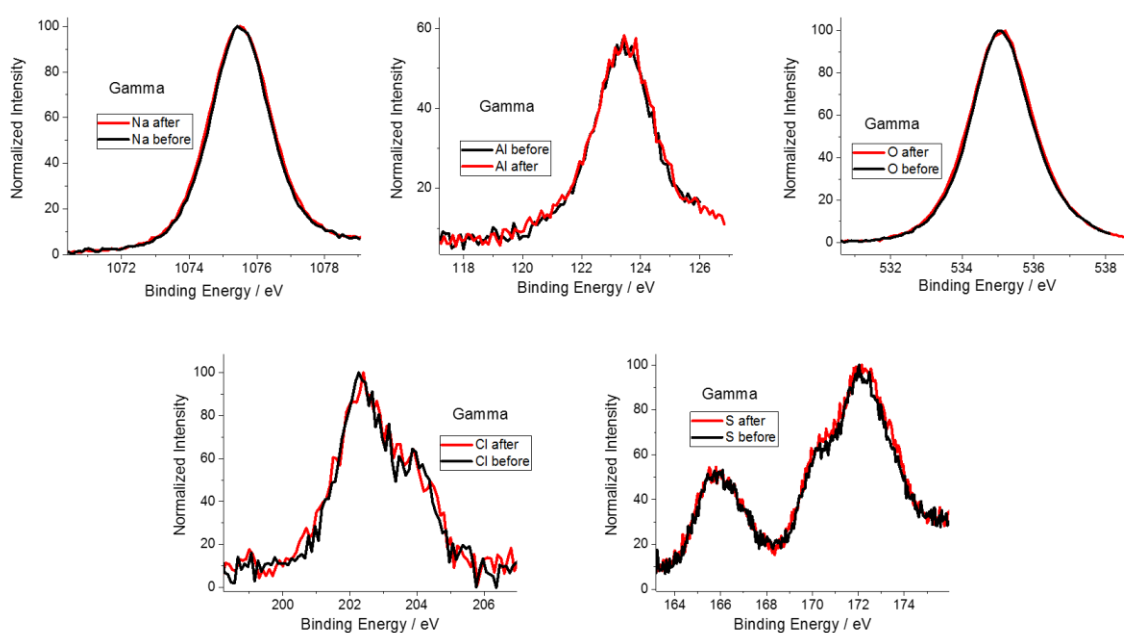 Normalized Intensity
100
80
60
40
20
0
Gamma
Na after
Na before
1072
1074
1076
1078
Binding Energy / eV
Normalized Intensity
60
40
20
Gamma
Al before
Al after
118
120
122
124
126
Binding Energy / eV
Normalized Intensity
100
80
60
40
20
0
Gamma
O after
O before
532
534
536
538
Binding Energy / eV
Normalized Intensity
100
80
60
40
20
0
Gamma
Cl after
Cl before
200
202
204
206
Binding Energy / eV
Normalized Intensity
100
80
60
40
20
0
Gamma
S after
S before
164
166
168
170
172
174
Binding Energy / eV